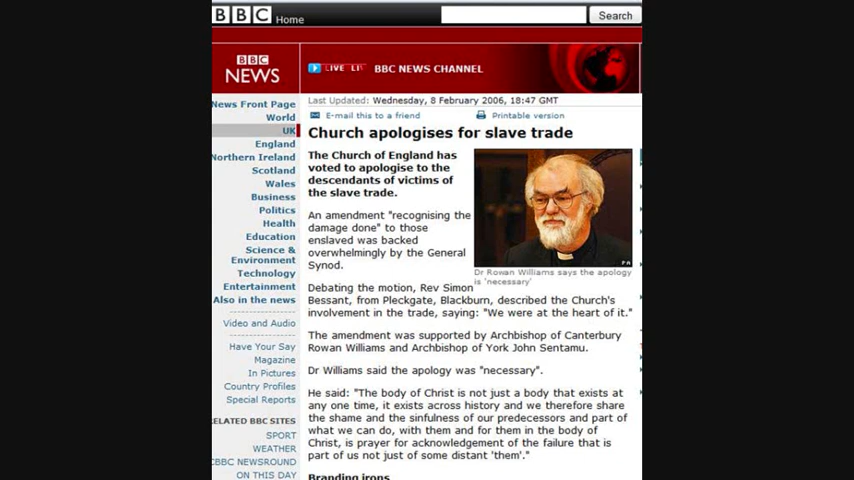 BBC Home
Search
BBC
NEWS
BBC NEWS CHANNEL
News Front Page
World
UK
England
Northern Ireland
Scotland
Wales
Business
Politics
Health
Education
Science &
Environment
Technology
Entertainment
Also in the news
Video and Audio
Have Your Say
Magazine
In Pictures
Country Profiles
Special Reports
RELATED BBC SITES
SPORT
WEATHER
CBBC NEWSROUND
ON THIS DAY
Last Updated: Wednesday, 8 February 2006, 18:47 GMT
E-mail this to a friend
Printable version
Church apologises for slave trade
The Church of England has
voted to apologise to the
descendants of victims of
the slave trade.
An amendment "recognising the
damage done" to those
enslaved was backed
overwhelmingly by the General
Synod.
PA
Dr Rowan Williams says the apology
is 'necessary'
Debating the motion, Rev Simon
Bessant, from Pleckgate, Blackburn, described the Church's
involvement in the trade, saying: "We were at the heart of it."
The amendment was supported by Archbishop of Canterbury
Rowan Williams and Archbishop of York John Sentamu.
Dr Williams said the apology was "necessary".
He said: "The body of Christ is not just a body that exists at
any one time, it exists across history and we therefore share
the shame and the sinfulness of our predecessors and part of
what we can do, with them and for them in the body of
Christ, is prayer for acknowledgement of the failure that is
part of us not just of some distant 'them'."
Branding irons